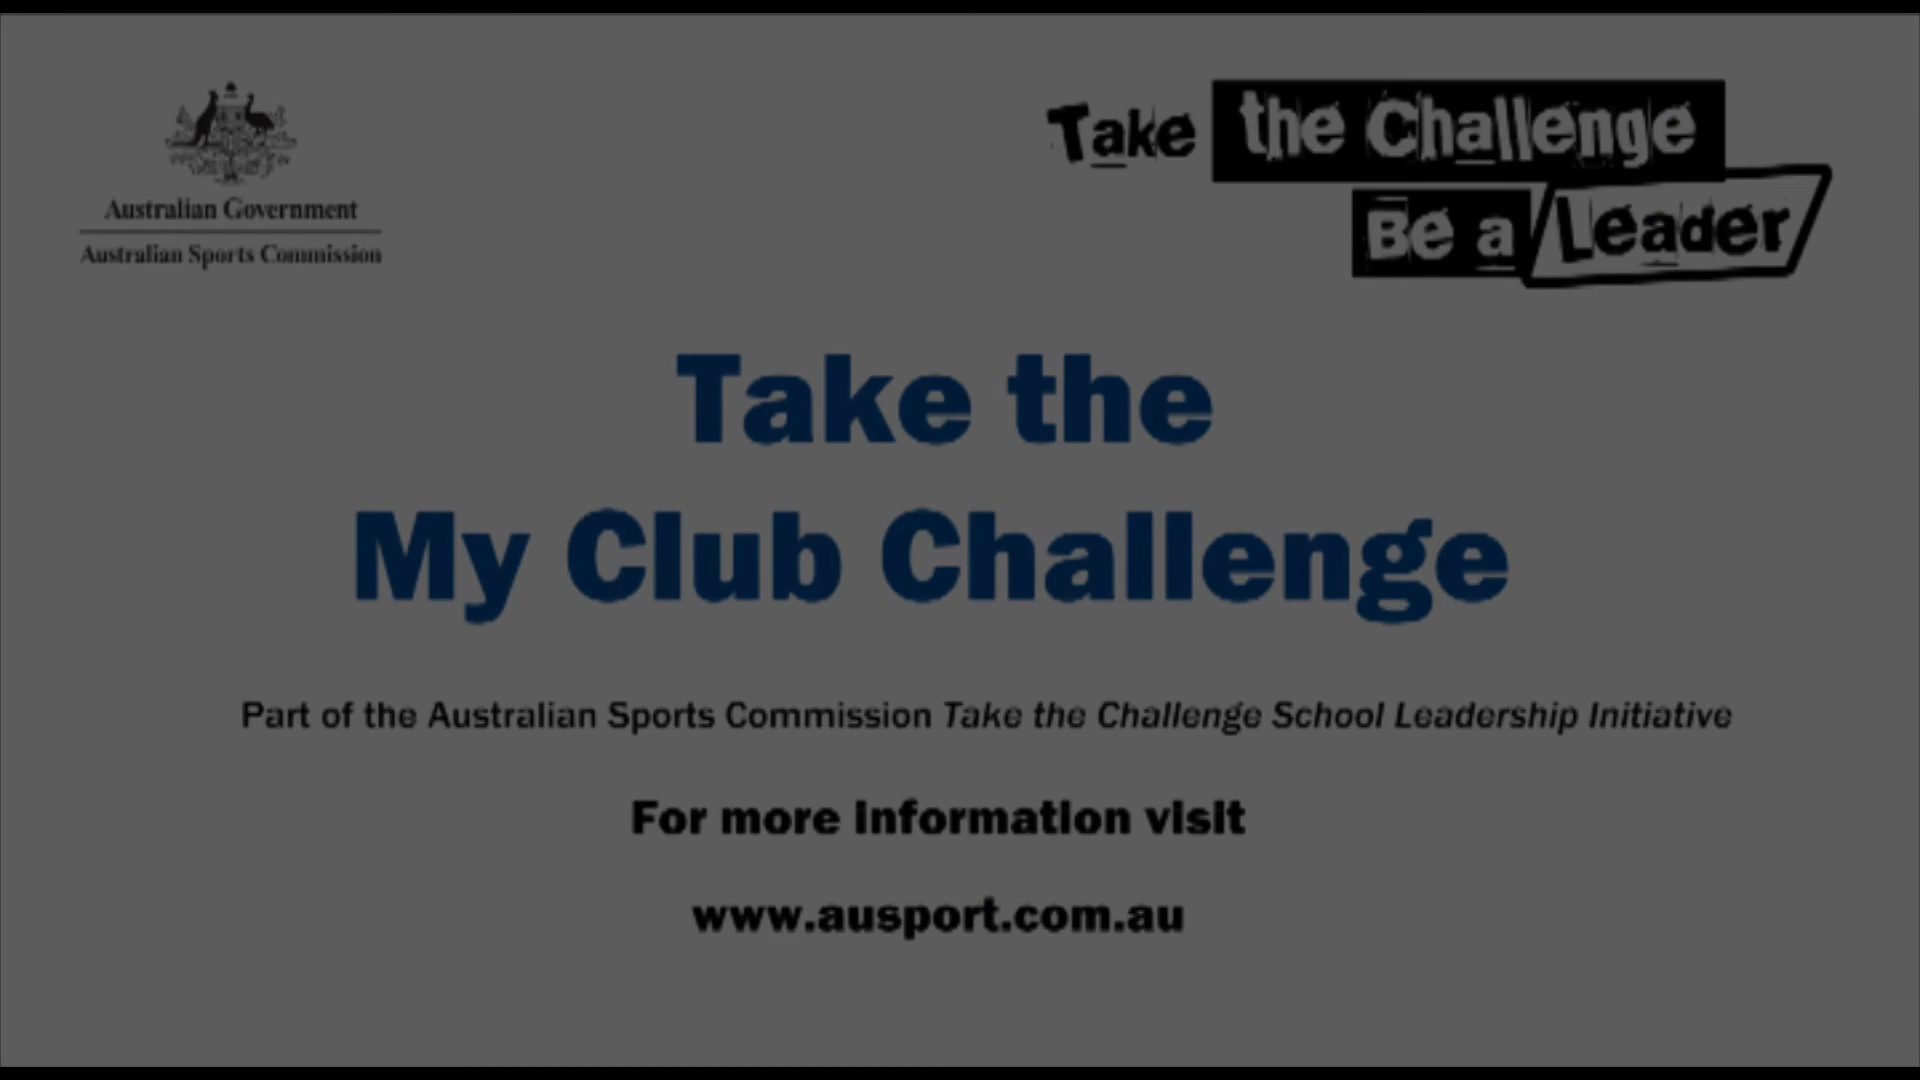 Australian Government
Australian Sports Commission
Take the Challenge
Be a Leader
Take the
My Club Challenge
Part of the Australian Sports Commission Take the Challenge School Leadership Initiative
For more information visit
www.ausport.com.au